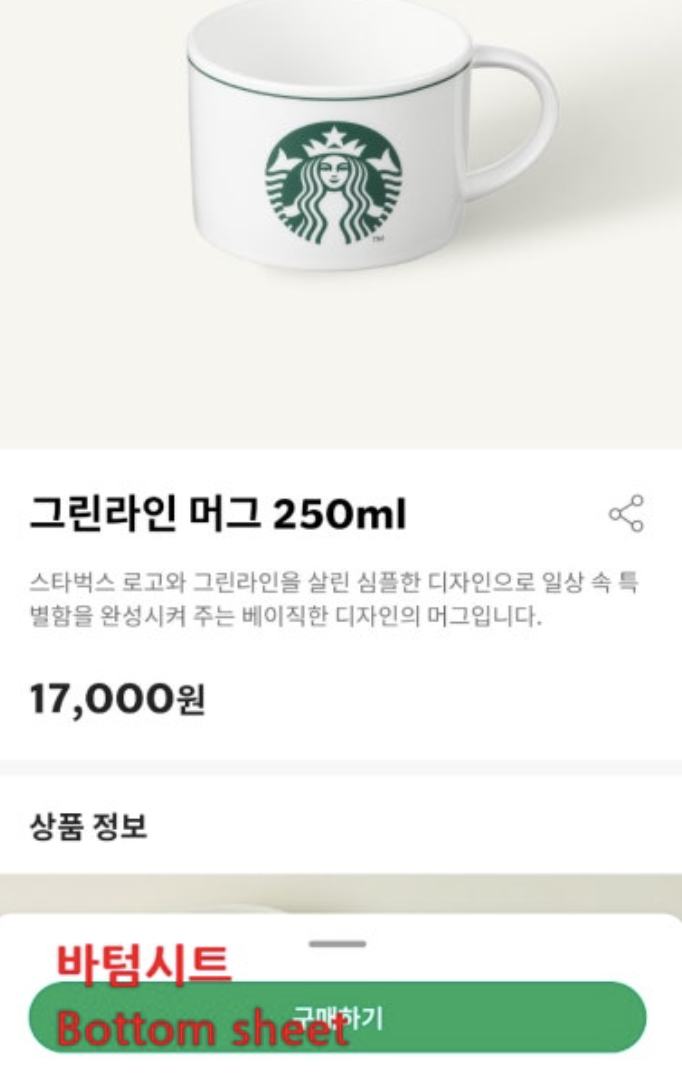 TM
그린라인 머그 250ml
스타벅스 로고와 그린라인을 살린 심플한 디자인으로 일상 속 특
별함을 완성시켜 주는 베이직한 디자인의 머그입니다.
17,000원
상품 정보
바텀시트
구매하기
Bottom sheet